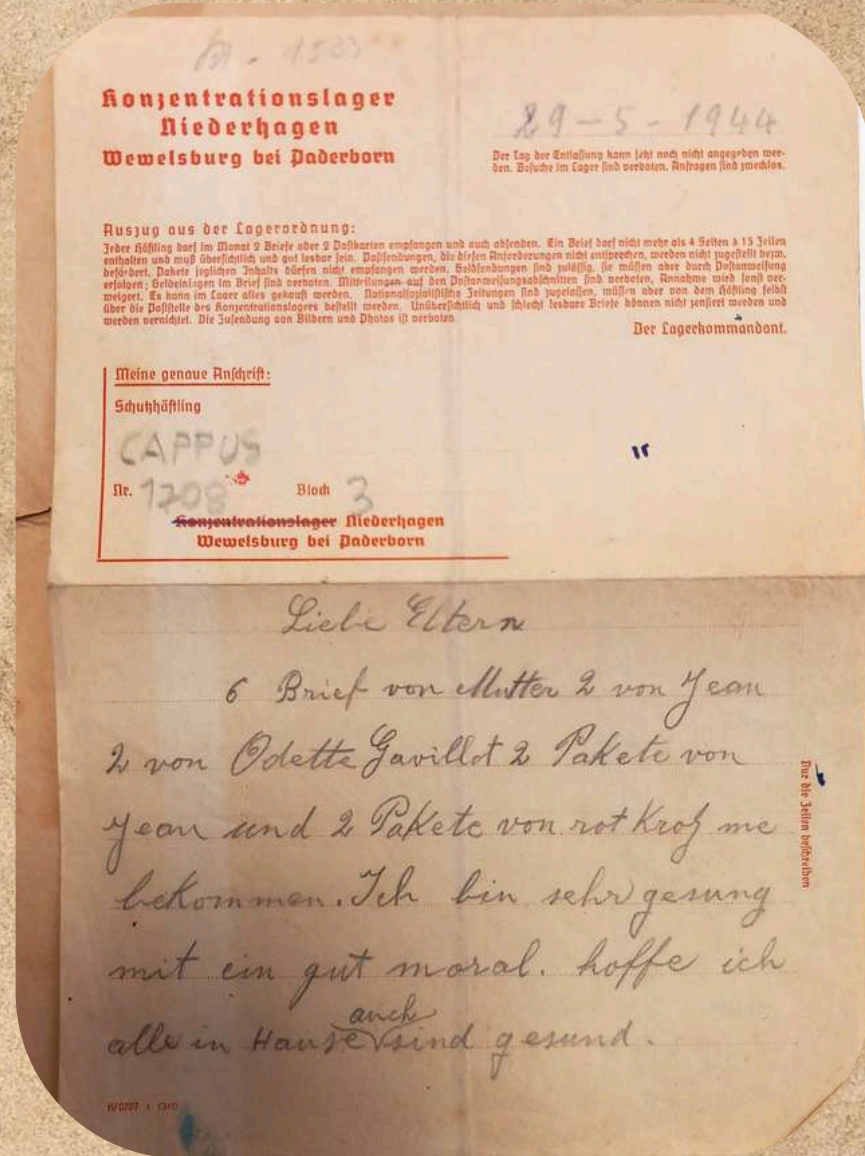 29-5-1944
Konzentrationslager
Niederhagen
Wewelsburg bei Paderborn
Der Tag der Entlassung kann jetzt noch nicht angegeben wer-
den. Besuche im Lager sind verboten. Anfragen sind zwecklos.
Auszug aus der Lagerordnung:
Jeder Häftling darf im Monat 2 Briefe oder 2 Postkarten empfangen und auch absenden. Ein Brief darf nicht mehr als 4 Seiten à 15 Zeilen
enthalten und muß übersichtlich und gut lesbar sein. Postsendungen, die diesen Anforderungen nicht entsprechen, werden nicht zugestellt bezw.
befördert. Pakete jeglichen Inhalts dürfen nicht empfangen werden. Geldsendungen sind zulässig, sie müssen aber durch Postanweisung
erfolgen; Geldeinlagen im Brief sind verboten. Mitteilungen auf den Postanweisungsabschnitten sind verboten, Annahme wird sonst ver-
weigert. Es kann im Lager alles gekauft werden. Nationalsozialistische Zeitungen sind zugelassen, müssen aber von dem Häftling selbst
über die Poststelle des Konzentrationslagers bestellt werden. Unübersichtlich und schlecht lesbare Briefe können nicht zensiert werden und
werden vernichtet. Die Zusendung von Bildern und Photos ist verboten
Der Lagerkommandant.
Meine genaue Anschrift:
Schutzhäftling
CAPPUS
Nr. 1208 Block 3
Konzentrationslager Niederhagen
Wewelsburg bei Paderborn
Liebe Eltern
6 Brief von Mutter 2 von Jean
2 von Odette Gavillot 2 Pakete von
Jean und 2 Pakete von rot me
bekommen. Ich bin sehr gesung
mit ein gut moral. hoffe ich
alle in Hause auch sind gesund.
Nur die Zeilen beschreiben